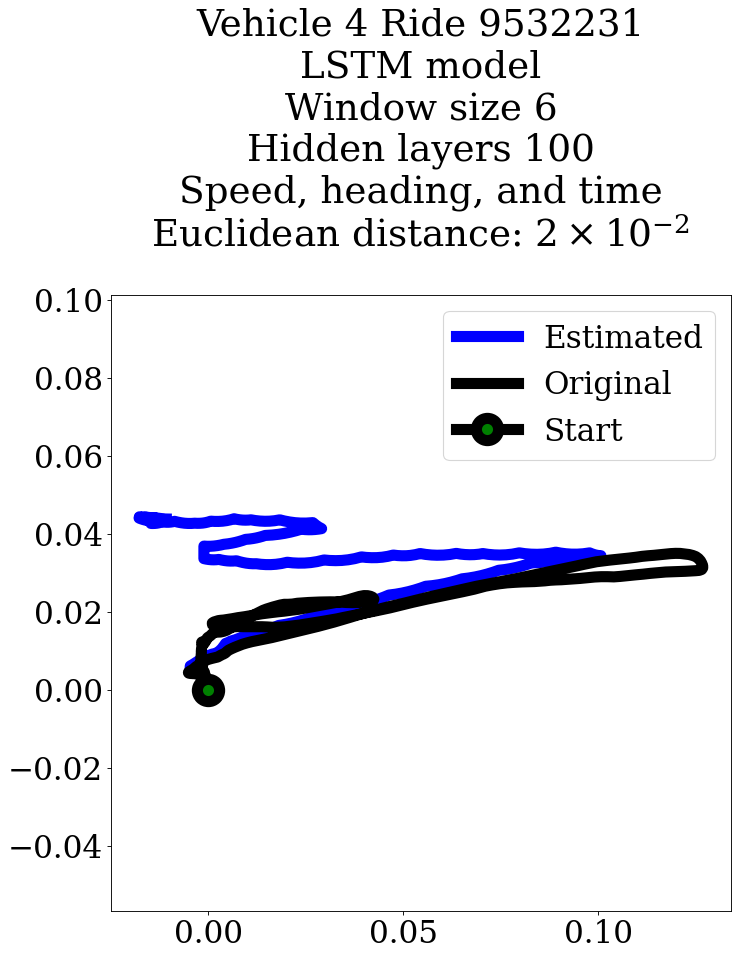 Vehicle 4 Ride 9532231
LSTM model
Window size 6
Hidden layers 100
Speed, heading, and time
Euclidean distance: 2 × 10⁻²
Estimated
Original
Start
0.10
0.08
0.06
0.04
0.02
0.00
−0.02
−0.04
0.00 0.05 0.10